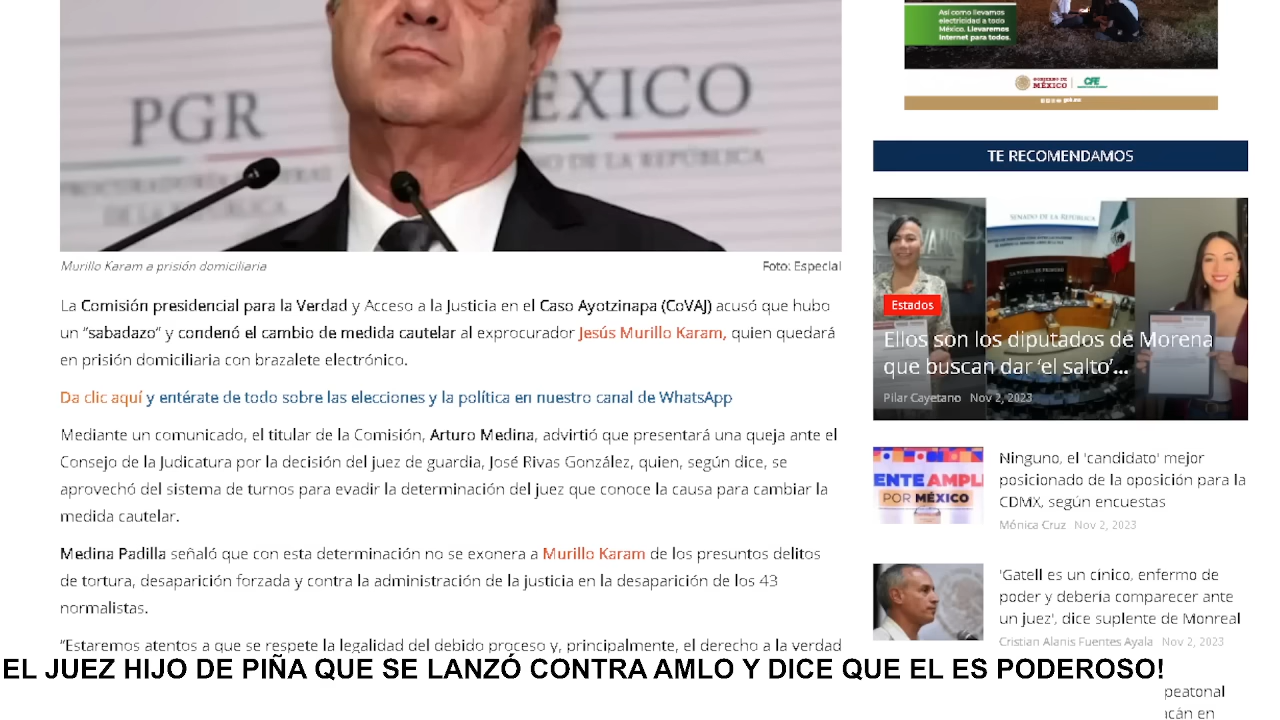 PGR
MÉXICO
PROCURADURÍA GENERAL
DE LA REPÚBLICA
DE LA REPÚBLICA
Murillo Karam a prisión domiciliaria
Foto: Especial
La Comisión presidencial para la Verdad y Acceso a la Justicia en el Caso Ayotzinapa (CoVAJ) acusó que hubo
un “sabadazo” y condenó el cambio de medida cautelar al exprocurador Jesús Murillo Karam, quien quedará
en prisión domiciliaria con brazalete electrónico.
Da clic aquí y entérate de todo sobre las elecciones y la política en nuestro canal de WhatsApp
Mediante un comunicado, el titular de la Comisión, Arturo Medina, advirtió que presentará una queja ante el
Consejo de la Judicatura por la decisión del juez de guardia, José Rivas González, quien, según dice, se
aprovechó del sistema de turnos para evadir la determinación del juez que conoce la causa para cambiar la
medida cautelar.
Medina Padilla señaló que con esta determinación no se exonera a Murillo Karam de los presuntos delitos
de tortura, desaparición forzada y contra la administración de la justicia en la desaparición de los 43
normalistas.
“Estaremos atentos a que se respete la legalidad del debido proceso y, principalmente, el derecho a la verdad
Así como llevamos
electricidad a todo
México. Llevaremos
Internet para todos.
GOBIERNO DE
MÉXICO
CFE
gob.mx
TE RECOMENDAMOS
SENADO DE LA REPÚBLICA
Estados
Ellos son los diputados de Morena
que buscan dar ‘el salto’...
Pilar Cayetano Nov 2, 2023
ENTE AMPL
POR MÉXICO
Ninguno, el 'candidato' mejor
posicionado de la oposición para la
CDMX, según encuestas
Mónica Cruz Nov 2, 2023
'Gatell es un cínico, enfermo de
poder y debería comparecer ante
un juez', dice suplente de Monreal
Cristian Alanis Fuentes Ayala Nov 2, 2023
EL JUEZ HIJO DE PIÑA QUE SE LANZÓ CONTRA AMLO Y DICE QUE EL ES PODEROSO!
peatonal
acán en